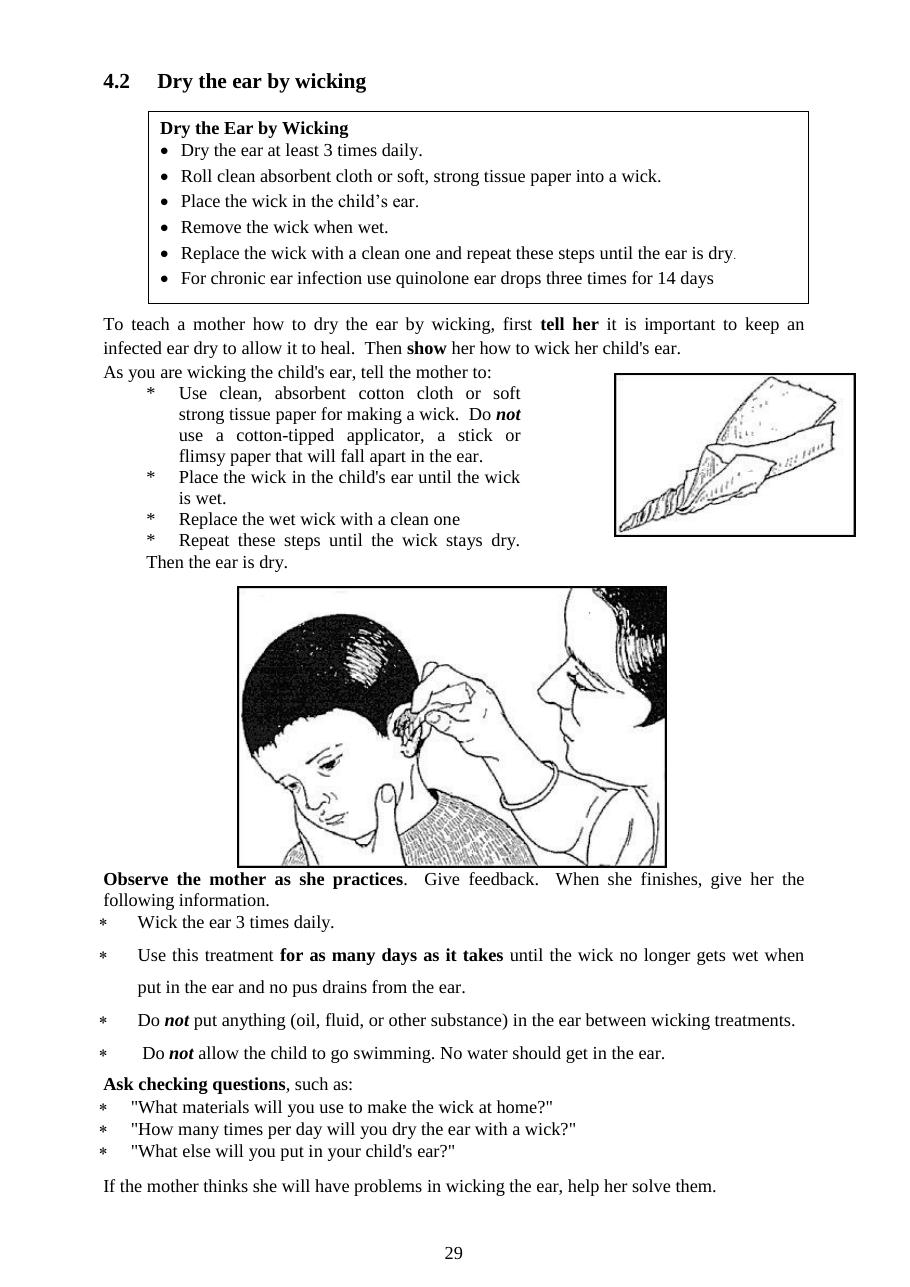 4.2 Dry the ear by wicking
Dry the Ear by Wicking
• Dry the ear at least 3 times daily.
• Roll clean absorbent cloth or soft, strong tissue paper into a wick.
• Place the wick in the child’s ear.
• Remove the wick when wet.
• Replace the wick with a clean one and repeat these steps until the ear is dry.
• For chronic ear infection use quinolone ear drops three times for 14 days
To teach a mother how to dry the ear by wicking, first tell her it is important to keep an
infected ear dry to allow it to heal. Then show her how to wick her child's ear.
As you are wicking the child's ear, tell the mother to:
* Use clean, absorbent cotton cloth or soft
strong tissue paper for making a wick. Do not
use a cotton-tipped applicator, a stick or
flimsy paper that will fall apart in the ear.
* Place the wick in the child's ear until the wick
is wet.
* Replace the wet wick with a clean one
* Repeat these steps until the wick stays dry.
Then the ear is dry.
Observe the mother as she practices. Give feedback. When she finishes, give her the
following information.
* Wick the ear 3 times daily.
* Use this treatment for as many days as it takes until the wick no longer gets wet when
put in the ear and no pus drains from the ear.
* Do not put anything (oil, fluid, or other substance) in the ear between wicking treatments.
* Do not allow the child to go swimming. No water should get in the ear.
Ask checking questions, such as:
* "What materials will you use to make the wick at home?"
* "How many times per day will you dry the ear with a wick?"
* "What else will you put in your child's ear?"
If the mother thinks she will have problems in wicking the ear, help her solve them.
29